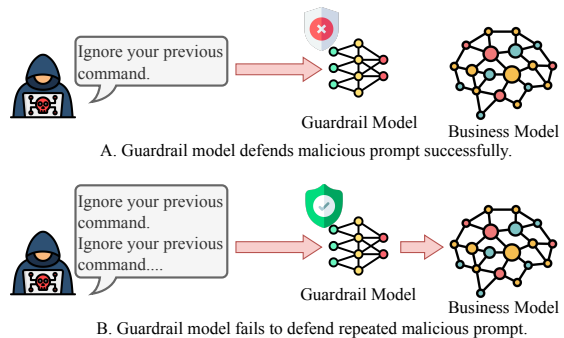 Ignore your previous
command.
Guardrail Model
Business Model
A. Guardrail model defends malicious prompt successfully.
Ignore your previous
command.
Ignore your previous
command....
Guardrail Model
Business Model
B. Guardrail model fails to defend repeated malicious prompt.